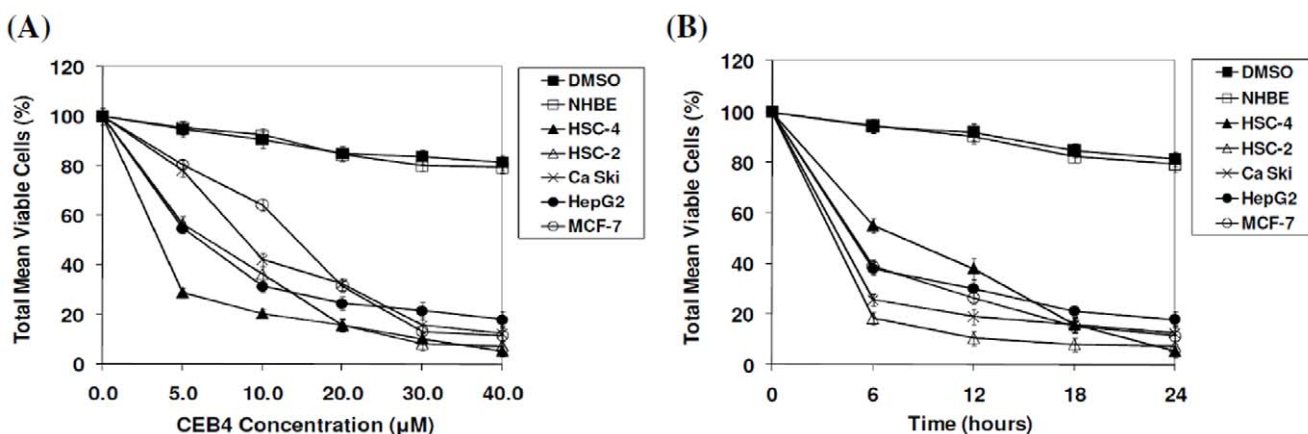 (A)
Total Mean Viable Cells (%)
120
100
80
60
40
20
0
0.0 5.0 10.0 20.0 30.0 40.0
CEB4 Concentration (µM)
DMSO
NHBE
HSC-4
HSC-2
Ca Ski
HepG2
MCF-7
(B)
Total Mean Viable Cells (%)
120
100
80
60
40
20
0
0 6 12 18 24
Time (hours)
DMSO
NHBE
HSC-4
HSC-2
Ca Ski
HepG2
MCF-7